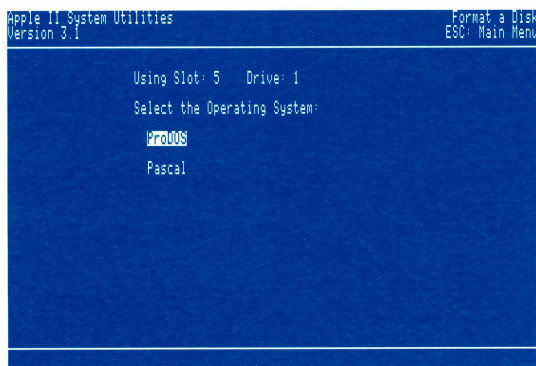 Apple II System Utilities
Format a Disk
Version 3.1
ESC: Main Menu
Using Slot: 5 Drive: 1
Select the Operating System:
ProDOS
Pascal